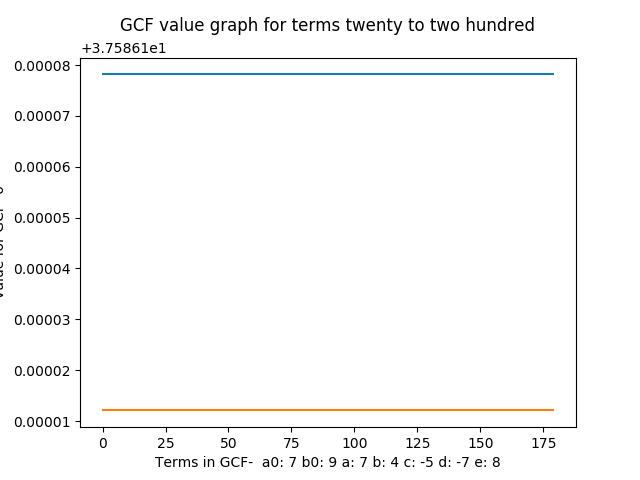 GCF value graph for terms twenty to two hundred
+3.75861e1
0.00008
0.00007
0.00006
0.00005
0.00004
0.00003
0.00002
0.00001
0 25 50 75 100 125 150 175
Terms in GCF-  a0: 7 b0: 9 a: 7 b: 4 c: -5 d: -7 e: 8